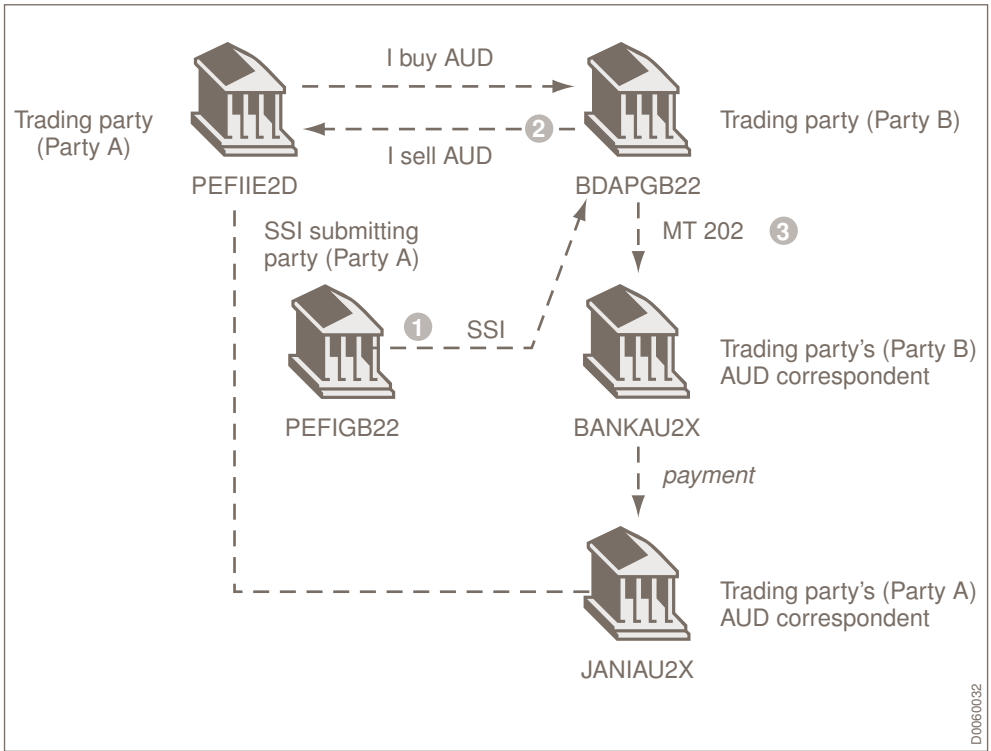 I buy AUD
Trading party
(Party A)
2
Trading party (Party B)
I sell AUD
PEFIIE2D
BDAPGB22
SSI submitting
party (Party A)
MT 202
3
1
SSI
Trading party's (Party B)
AUD correspondent
PEFIGB22
BANKAU2X
payment
Trading party's (Party A)
AUD correspondent
JANIAU2X
D0060032